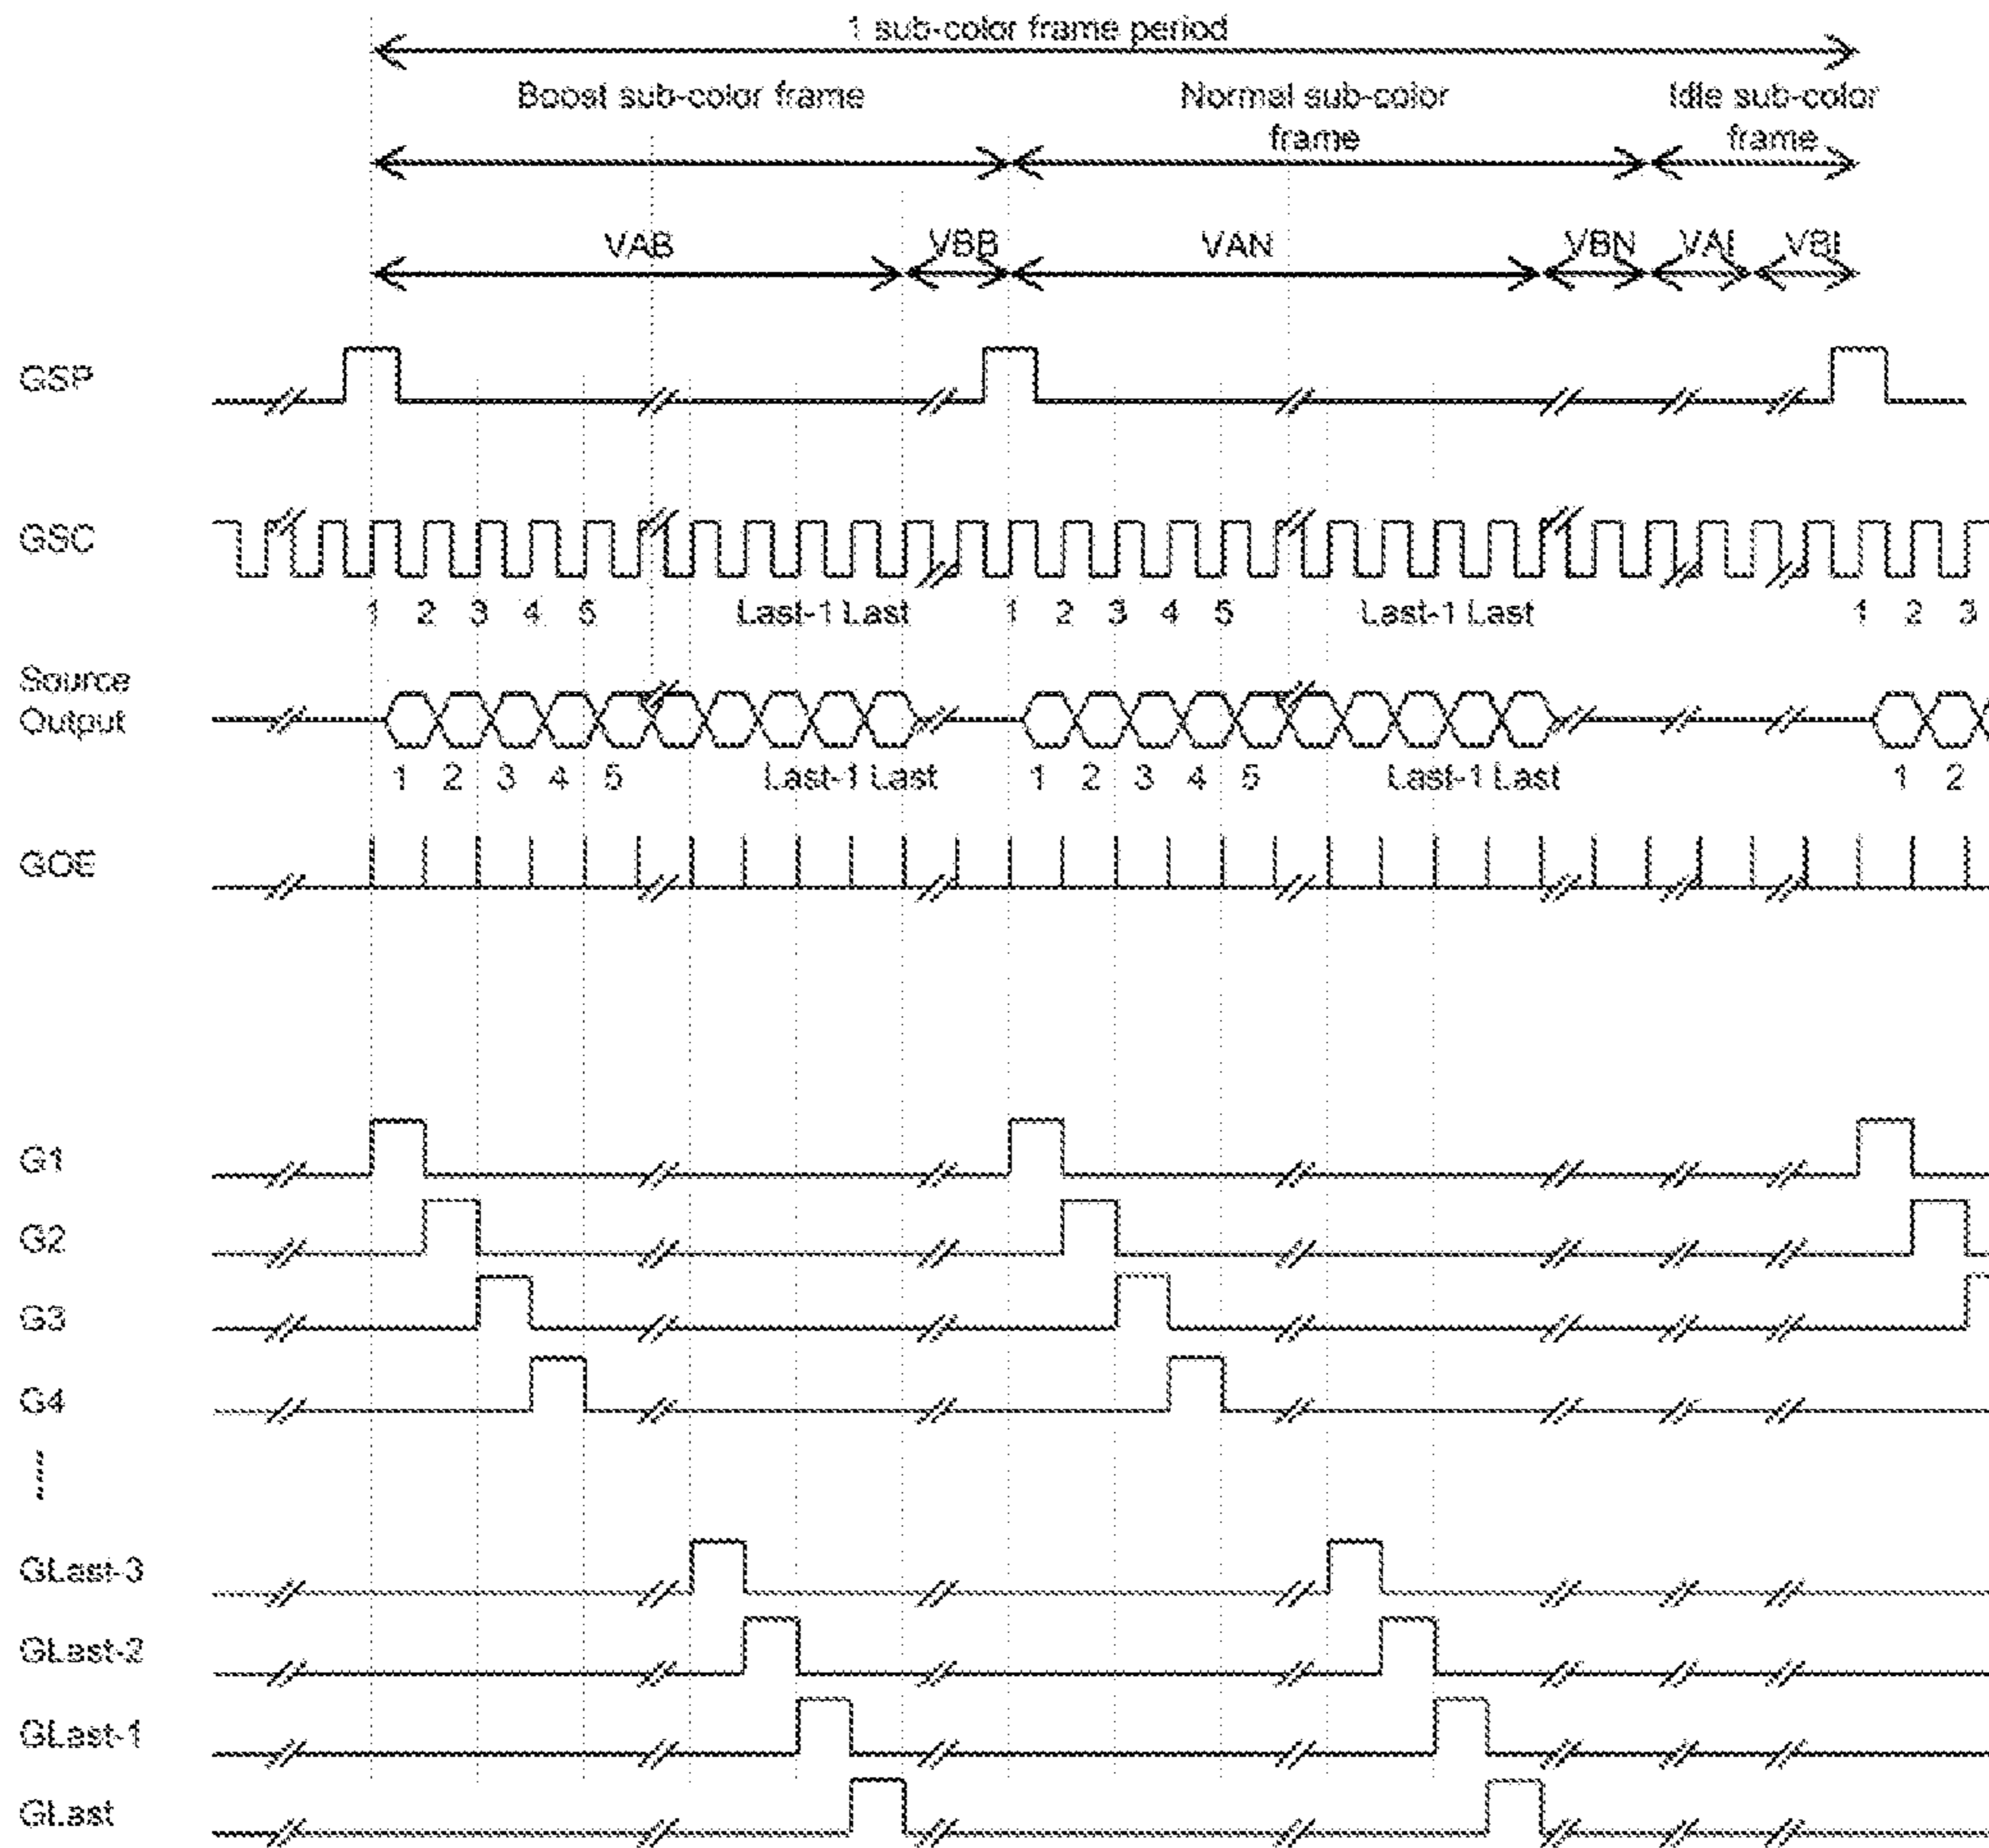 1 sub-color frame period
Boost sub-color frame
Normal sub-color frame
Idle sub-color frame
VAB VBB VAN VBN VAI VBI
GSP
GSC
1 2 3 4 5 Last-1 Last 1 2 3 4 5 Last-1 Last 1 2 3
Source Output
1 2 3 4 5 Last-1 Last 1 2 3 4 5 Last-1 Last 1 2
GOE
G1
G2
G3
G4
GLast-3
GLast-2
GLast-1
GLast